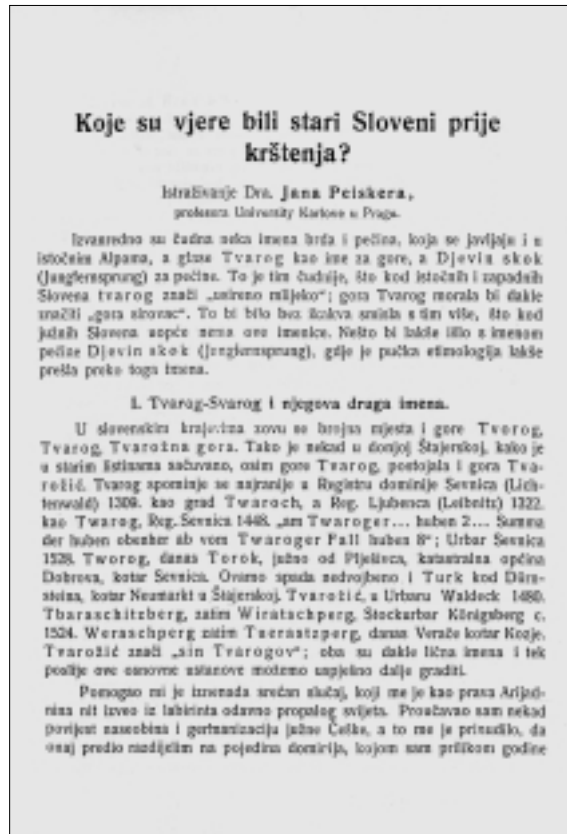 Koje su vjere bili stari Sloveni prije
krštenja?
Istraživanje Dra. Jana Peiskera,
profesora University Karlove u Pragu.
Izvanredno su čudna neka imena brda i pećina, koja se javljaju i u
istočnim Alpama, a glase Tvarog kao ime za gore, a Djevin skok
(Jungfernsprung) za pećine. To je tim čudnije, što kod istočnih i zapadnih
Slovena tvarog znači „usireno mlijeko“; gora Tvarog morala bi dakle
značiti „gora sirovac“. To bi bilo bez ikakva smisla s tim više, što kod
južnih Slovena uopće nema ove imenice. Nešto bi lakše išlo s imenom
pećine Djevin skok (Jungfernsprung), gdje je pučka etimologija lakše
prešla preko toga imena.
1. Tvarog-Svarog i njegova druga imena.
U slovenskim krajevima zovu se brojna mjesta i gore Tvorog,
Tvarog, Tvarožna gora. Tako je nekad u donjoj Štajerskoj, kako je
u starim listinama sačuvano, osim gore Tvarog, postojala i gora Tva-
rožić. Tvarog spominje se najranije u Registru dominije Sevnica (Lich-
tenwald) 1309. kao grad Twaroch, a Reg. Ljubenca (Leibnitz) 1322.
kao Twarog, Reg. Sevnica 1448. „am Twaroger... huben 2... Summa
der huben obenher ab vom Twaroger Fall huben 8“; Urbar Sevnica
1528. Tworog, danas Torok, južno od Plješivca, katastralna općina
Dobrova, kotar Sevnica. Ovamo spada nedvojbeno i Turk kod Dürn-
steina, kotar Neumarkt u Štajerskoj. Tvarožić, u Urbaru Waldeck 1480.
Tbaraschitzberg, zatim Wiratschperg, Stockurbar Königsberg c.
1524. Weraschperg zatim Tuerastzperg, danas Verače kotar Kozje.
Tvarožić znači „sin Tvarogov“; oba su dakle lična imena i tek
poslije ove osnovne ustanove možemo uspješno dalje graditi.
Pomogao mi je iznenada srećan slučaj, koji me je kao prava Arijad-
nina nit izveo iz labirinta odavno propalog svijeta. Proučavao sam nekad
povijest naseobina i germanizaciju južne Češke, a to me je prinudilo, da
onaj predio razdijelim na pojedina domirija, kojom sam prilikom godine